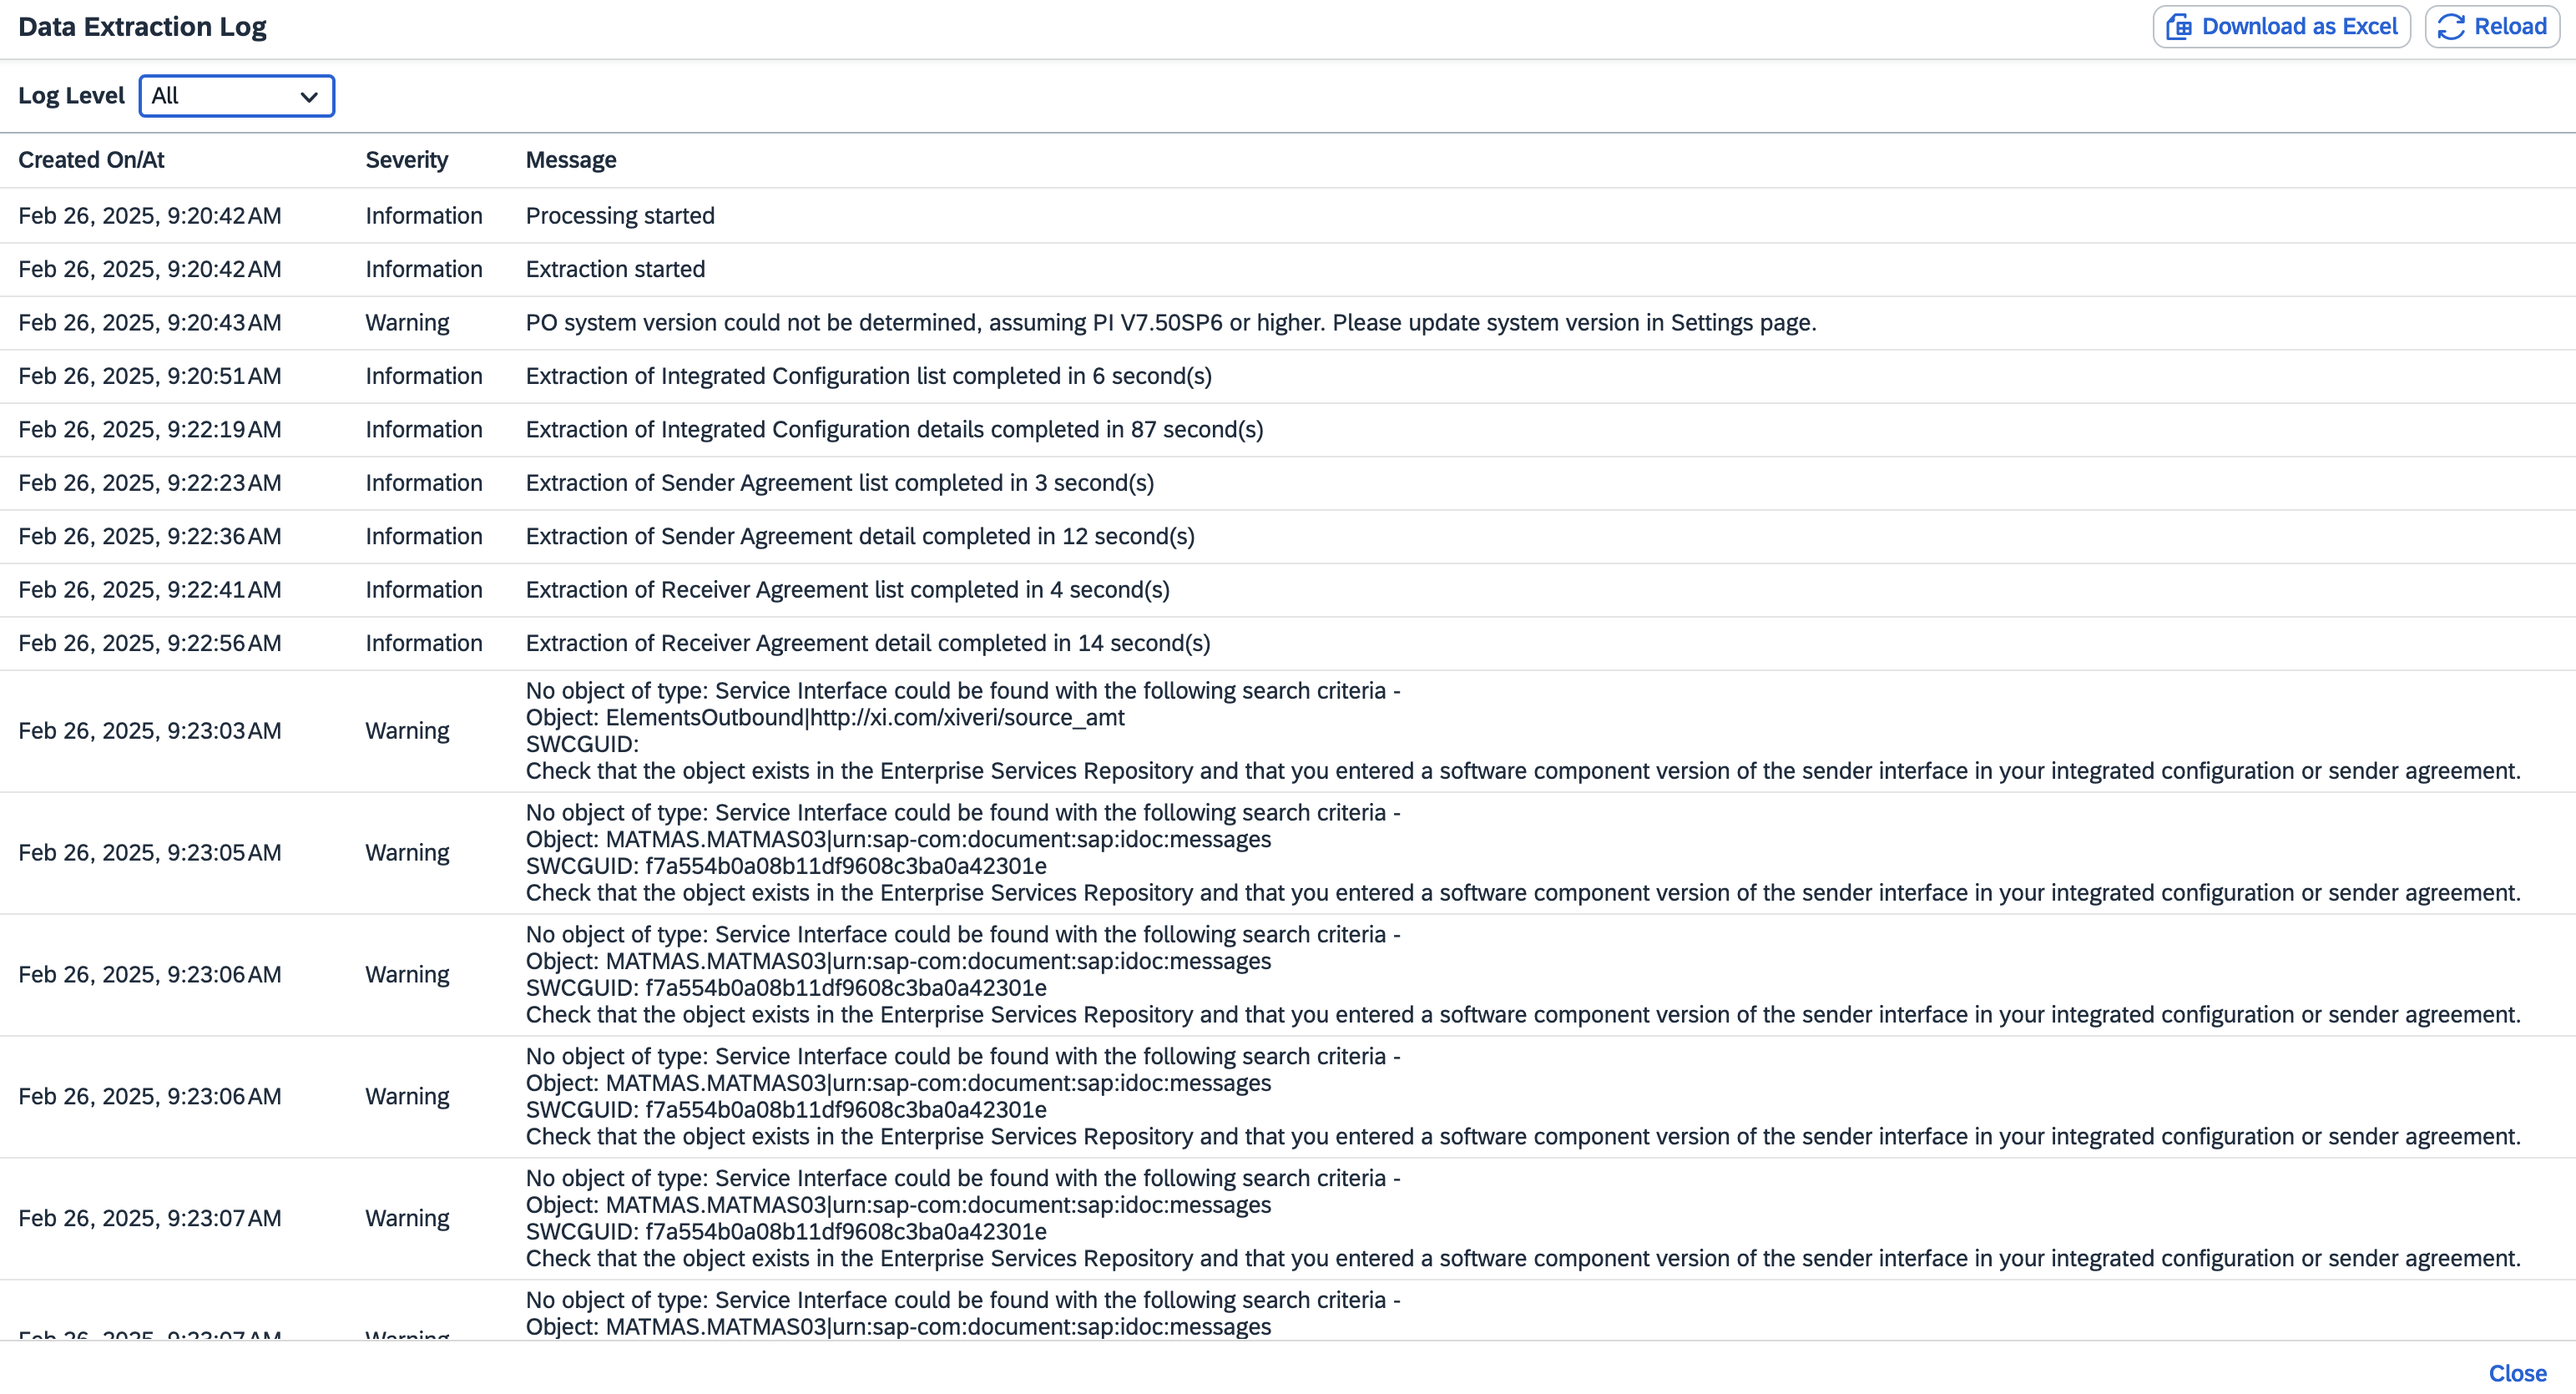 Data Extraction Log
Download as Excel
Reload
Log Level
All
Created On/At Severity Message
Feb 26, 2025, 9:20:42 AM Information Processing started
Feb 26, 2025, 9:20:42 AM Information Extraction started
Feb 26, 2025, 9:20:43 AM Warning PO system version could not be determined, assuming PI V7.50SP6 or higher. Please update system version in Settings page.
Feb 26, 2025, 9:20:51 AM Information Extraction of Integrated Configuration list completed in 6 second(s)
Feb 26, 2025, 9:22:19 AM Information Extraction of Integrated Configuration details completed in 87 second(s)
Feb 26, 2025, 9:22:23 AM Information Extraction of Sender Agreement list completed in 3 second(s)
Feb 26, 2025, 9:22:36 AM Information Extraction of Sender Agreement detail completed in 12 second(s)
Feb 26, 2025, 9:22:41 AM Information Extraction of Receiver Agreement list completed in 4 second(s)
Feb 26, 2025, 9:22:56 AM Information Extraction of Receiver Agreement detail completed in 14 second(s)
Feb 26, 2025, 9:23:03 AM Warning
No object of type: Service Interface could be found with the following search criteria -
Object: ElementsOutbound|http://xi.com/xiveri/source_amt
SWCGUID:
Check that the object exists in the Enterprise Services Repository and that you entered a software component version of the sender interface in your integrated configuration or sender agreement.
Feb 26, 2025, 9:23:05 AM Warning
No object of type: Service Interface could be found with the following search criteria -
Object: MATMAS.MATMAS03|urn:sap-com:document:sap:idoc:messages
SWCGUID: f7a554b0a08b11df9608c3ba0a42301e
Check that the object exists in the Enterprise Services Repository and that you entered a software component version of the sender interface in your integrated configuration or sender agreement.
Feb 26, 2025, 9:23:06 AM Warning
No object of type: Service Interface could be found with the following search criteria -
Object: MATMAS.MATMAS03|urn:sap-com:document:sap:idoc:messages
SWCGUID: f7a554b0a08b11df9608c3ba0a42301e
Check that the object exists in the Enterprise Services Repository and that you entered a software component version of the sender interface in your integrated configuration or sender agreement.
Feb 26, 2025, 9:23:06 AM Warning
No object of type: Service Interface could be found with the following search criteria -
Object: MATMAS.MATMAS03|urn:sap-com:document:sap:idoc:messages
SWCGUID: f7a554b0a08b11df9608c3ba0a42301e
Check that the object exists in the Enterprise Services Repository and that you entered a software component version of the sender interface in your integrated configuration or sender agreement.
Feb 26, 2025, 9:23:07 AM Warning
No object of type: Service Interface could be found with the following search criteria -
Object: MATMAS.MATMAS03|urn:sap-com:document:sap:idoc:messages
SWCGUID: f7a554b0a08b11df9608c3ba0a42301e
Check that the object exists in the Enterprise Services Repository and that you entered a software component version of the sender interface in your integrated configuration or sender agreement.
Feb 26, 2025, 9:23:07 AM Warning
No object of type: Service Interface could be found with the following search criteria -
Object: MATMAS.MATMAS03|urn:sap-com:document:sap:idoc:messages
Close